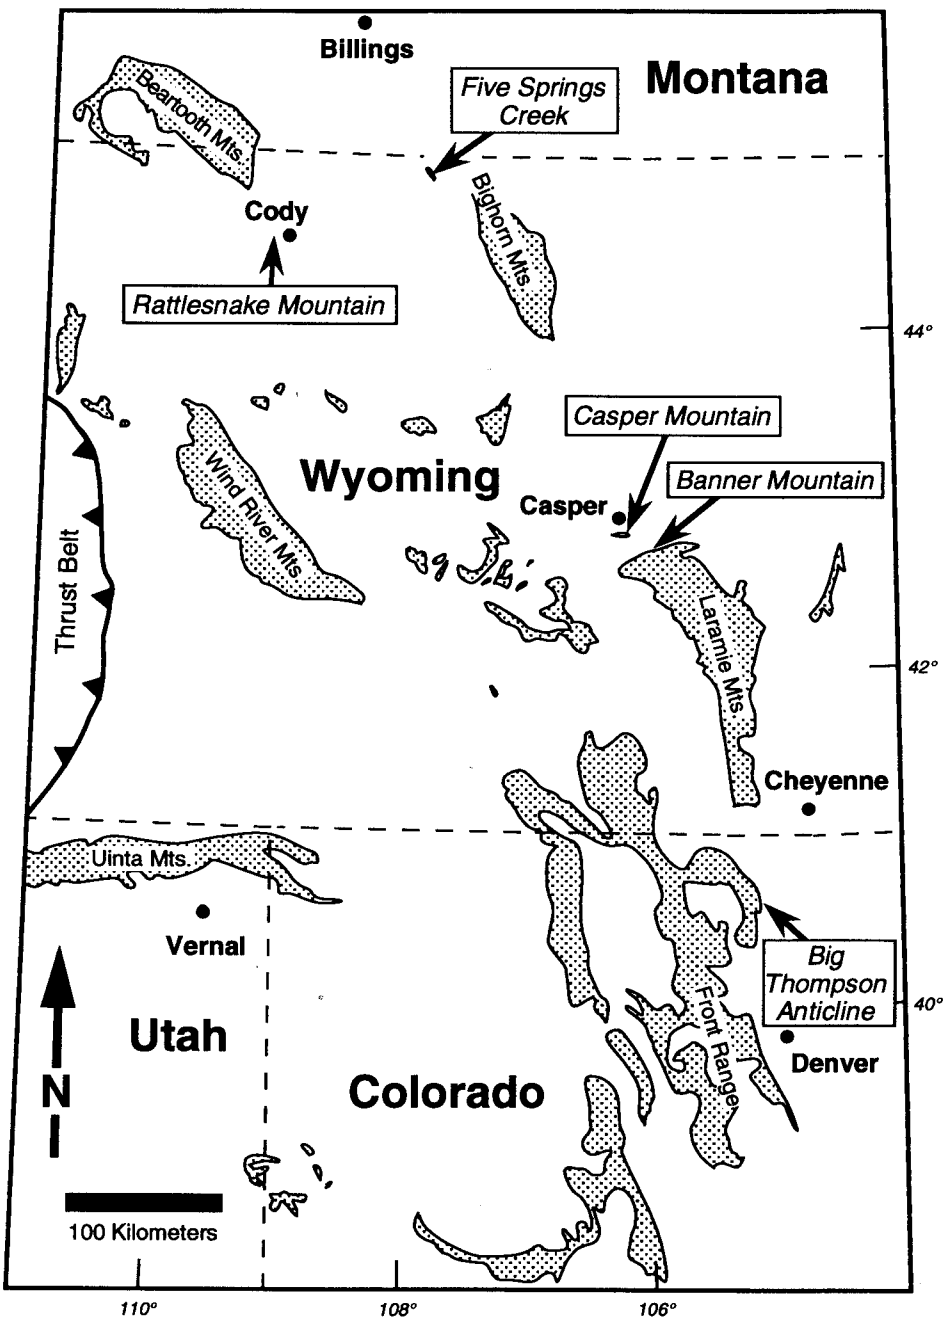 Billings
Montana
Five Springs
Creek
Beartooth Mts.
Bighorn Mts.
Cody
Rattlesnake Mountain
44°
Casper Mountain
Wyoming
Banner Mountain
Casper
Wind River Mts.
Thrust Belt
Laramie Mts.
42°
Cheyenne
Uinta Mts.
Vernal
Big
Thompson
Anticline
40°
Front Range
Utah
Denver
Colorado
N
100 Kilometers
110°
108°
106°